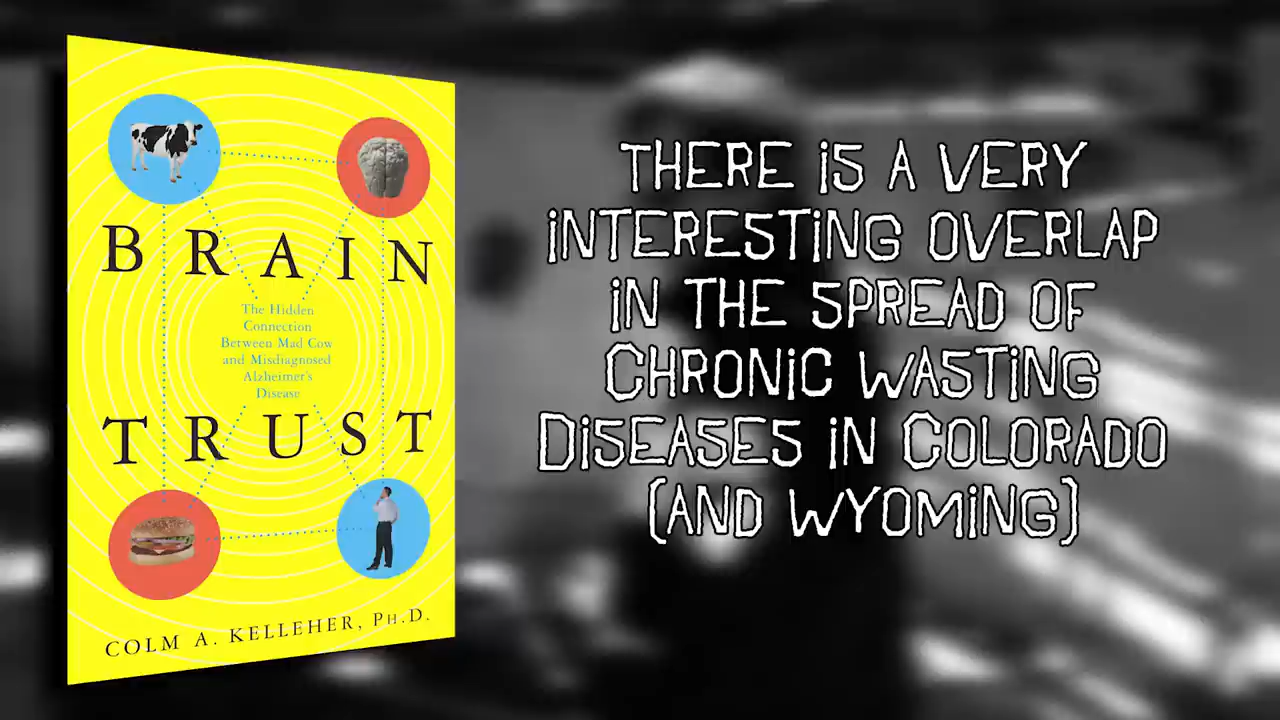 BRAIN
The Hidden
Connection
Between Mad Cow
and Misdiagnosed
Alzheimer's
Disease
TRUST
COLM A. KELLEHER, PH.D.
THERE IS A VERY
INTERESTING OVERLAP
IN THE SPREAD OF
CHRONIC WASTING
DISEASES IN COLORADO
(AND WYOMING)